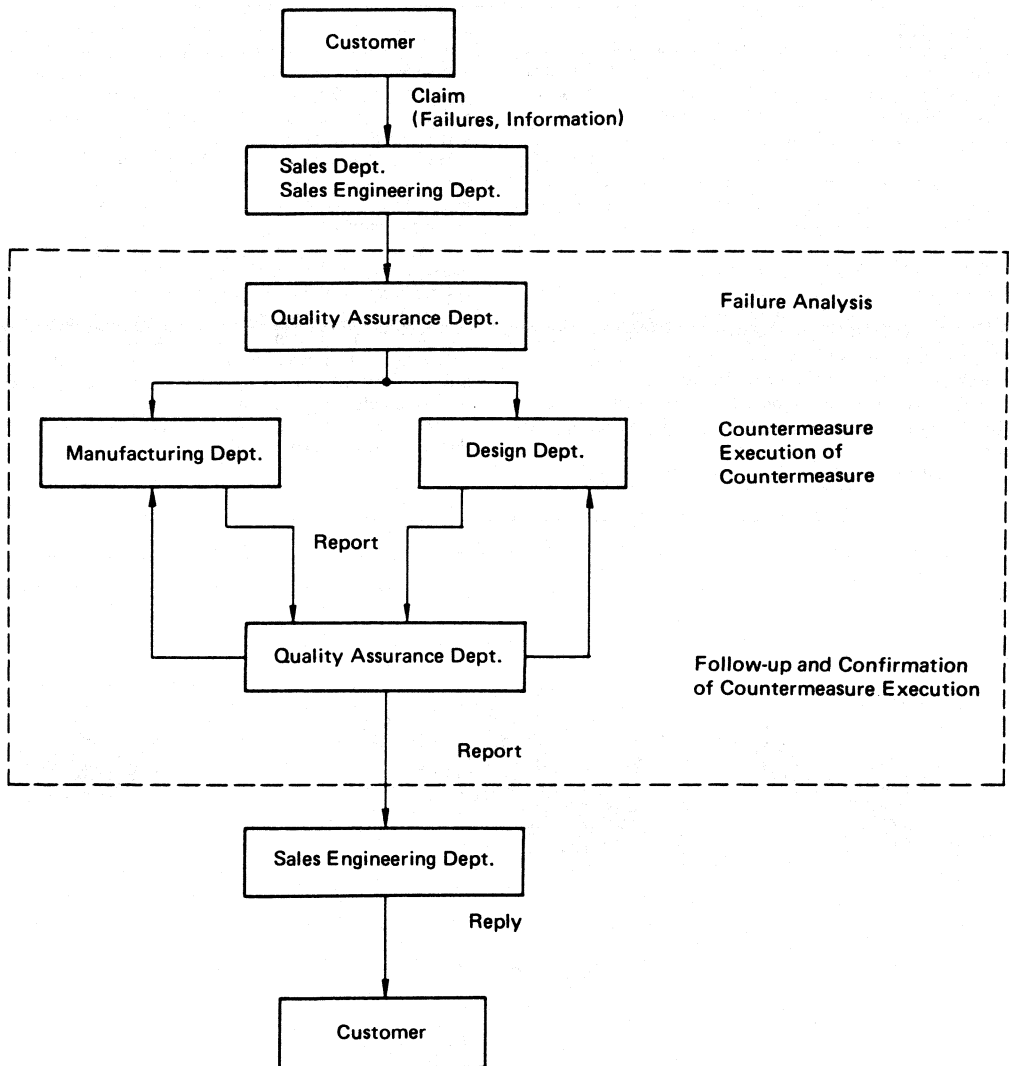 Customer
Claim
(Failures, Information)
Sales Dept.
Sales Engineering Dept.
Quality Assurance Dept.
Failure Analysis
Manufacturing Dept.
Design Dept.
Countermeasure
Execution of
Countermeasure
Report
Quality Assurance Dept.
Follow-up and Confirmation
of Countermeasure Execution
Report
Sales Engineering Dept.
Reply
Customer